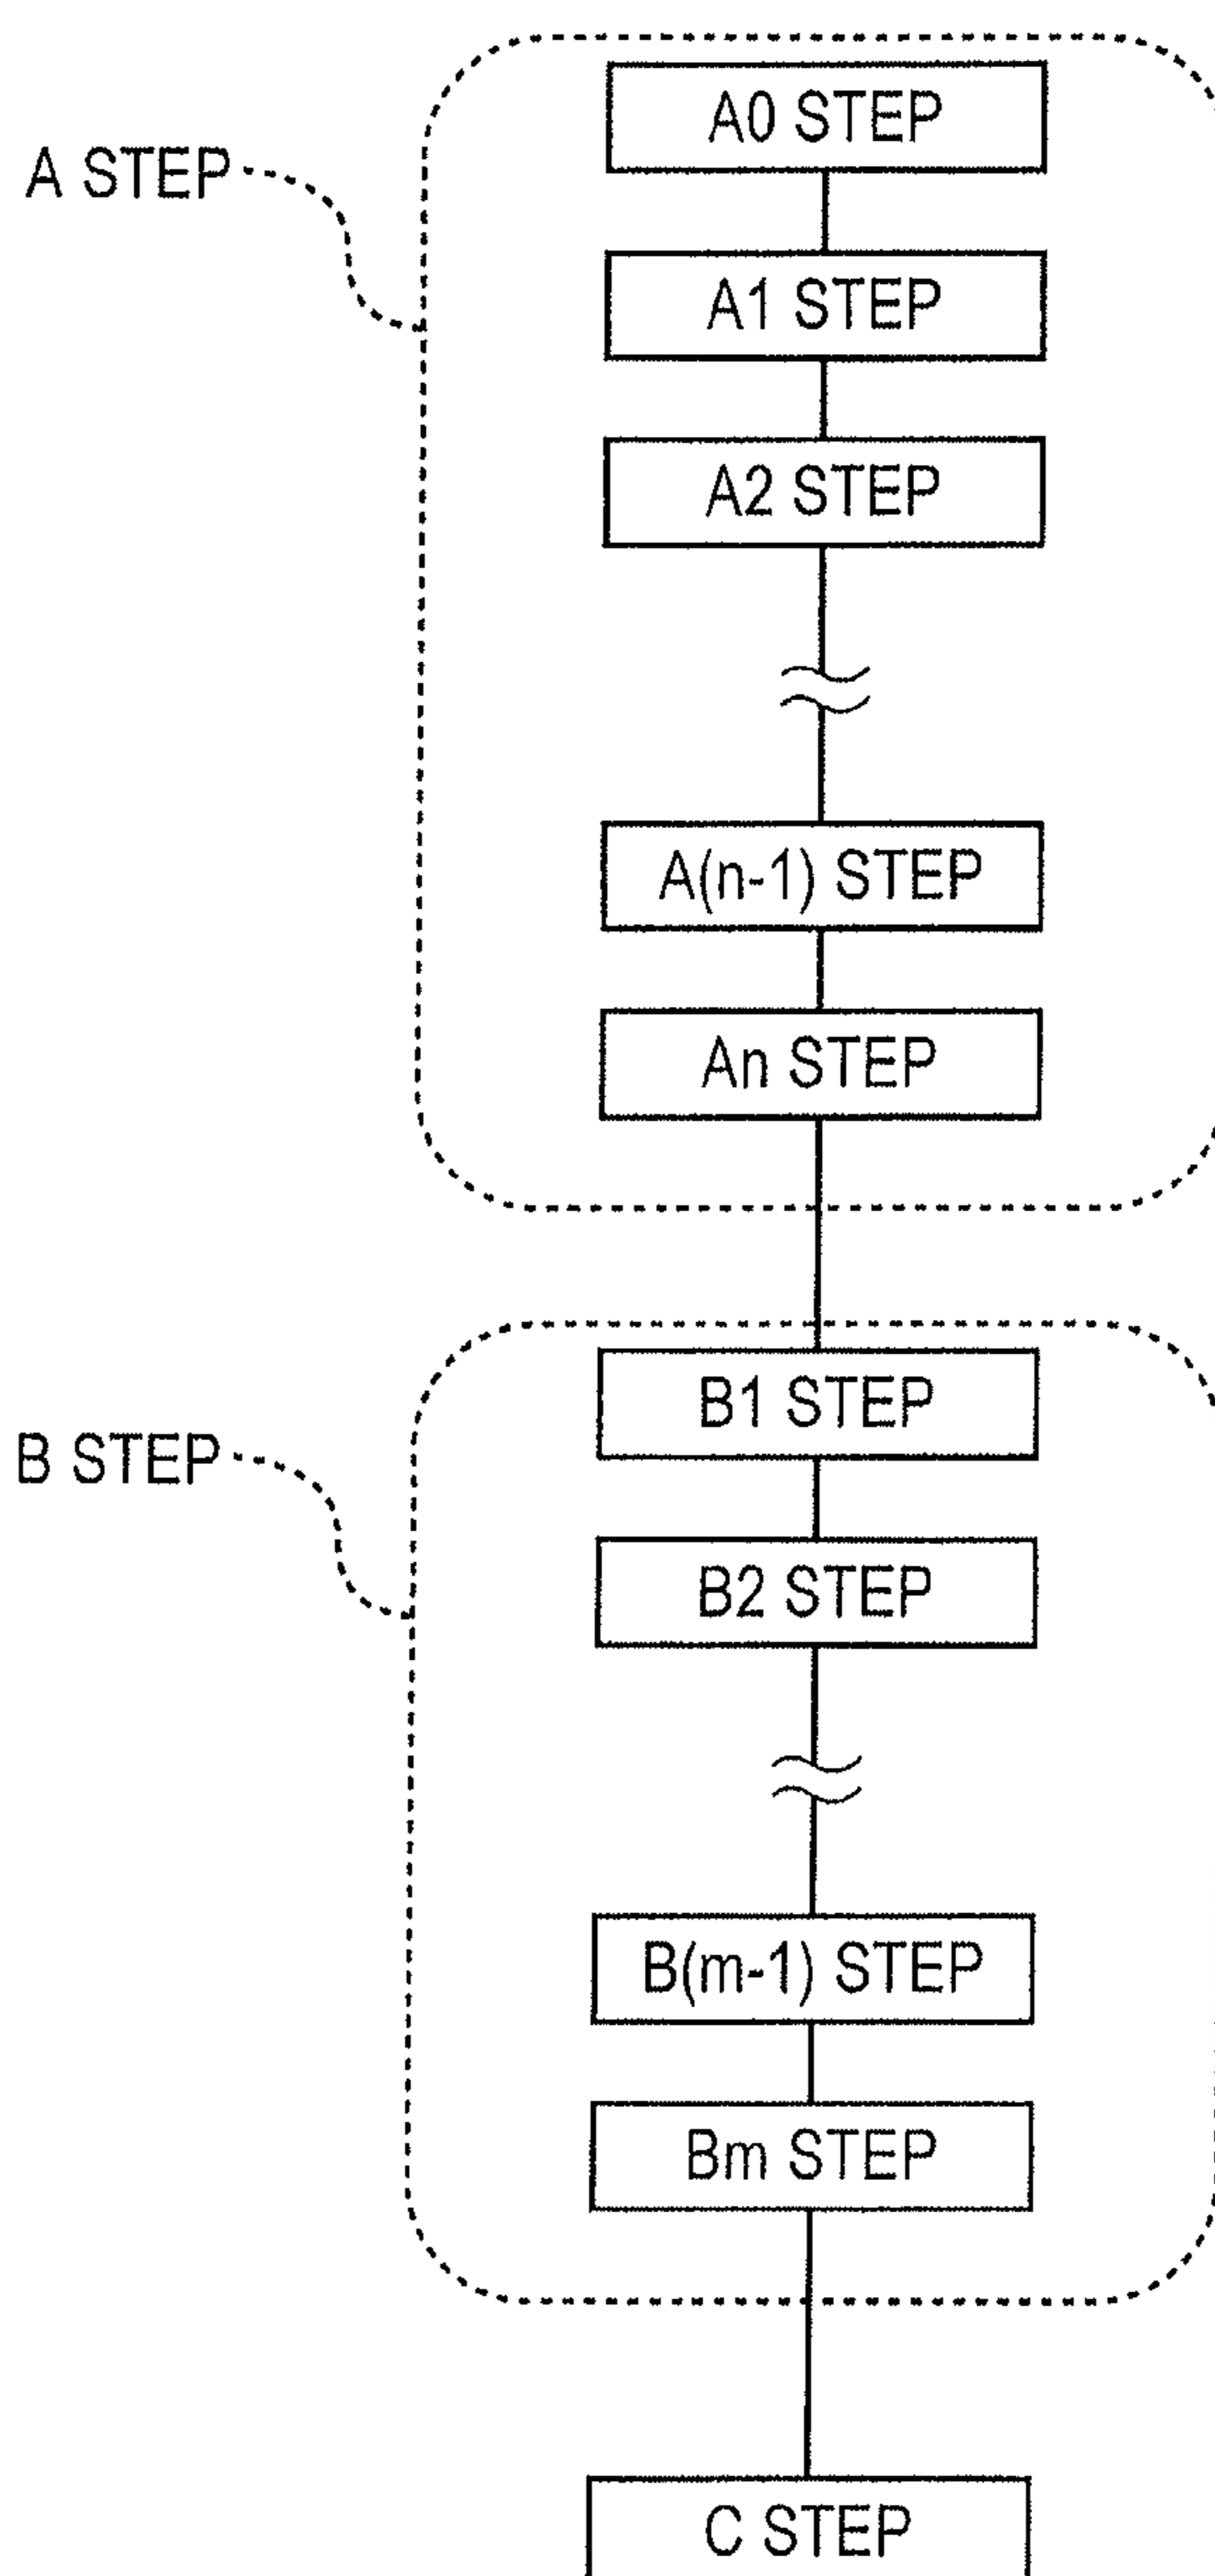 A0 STEP
A STEP
A1 STEP
A2 STEP
A(n-1) STEP
An STEP
B1 STEP
B STEP
B2 STEP
B(m-1) STEP
Bm STEP
C STEP